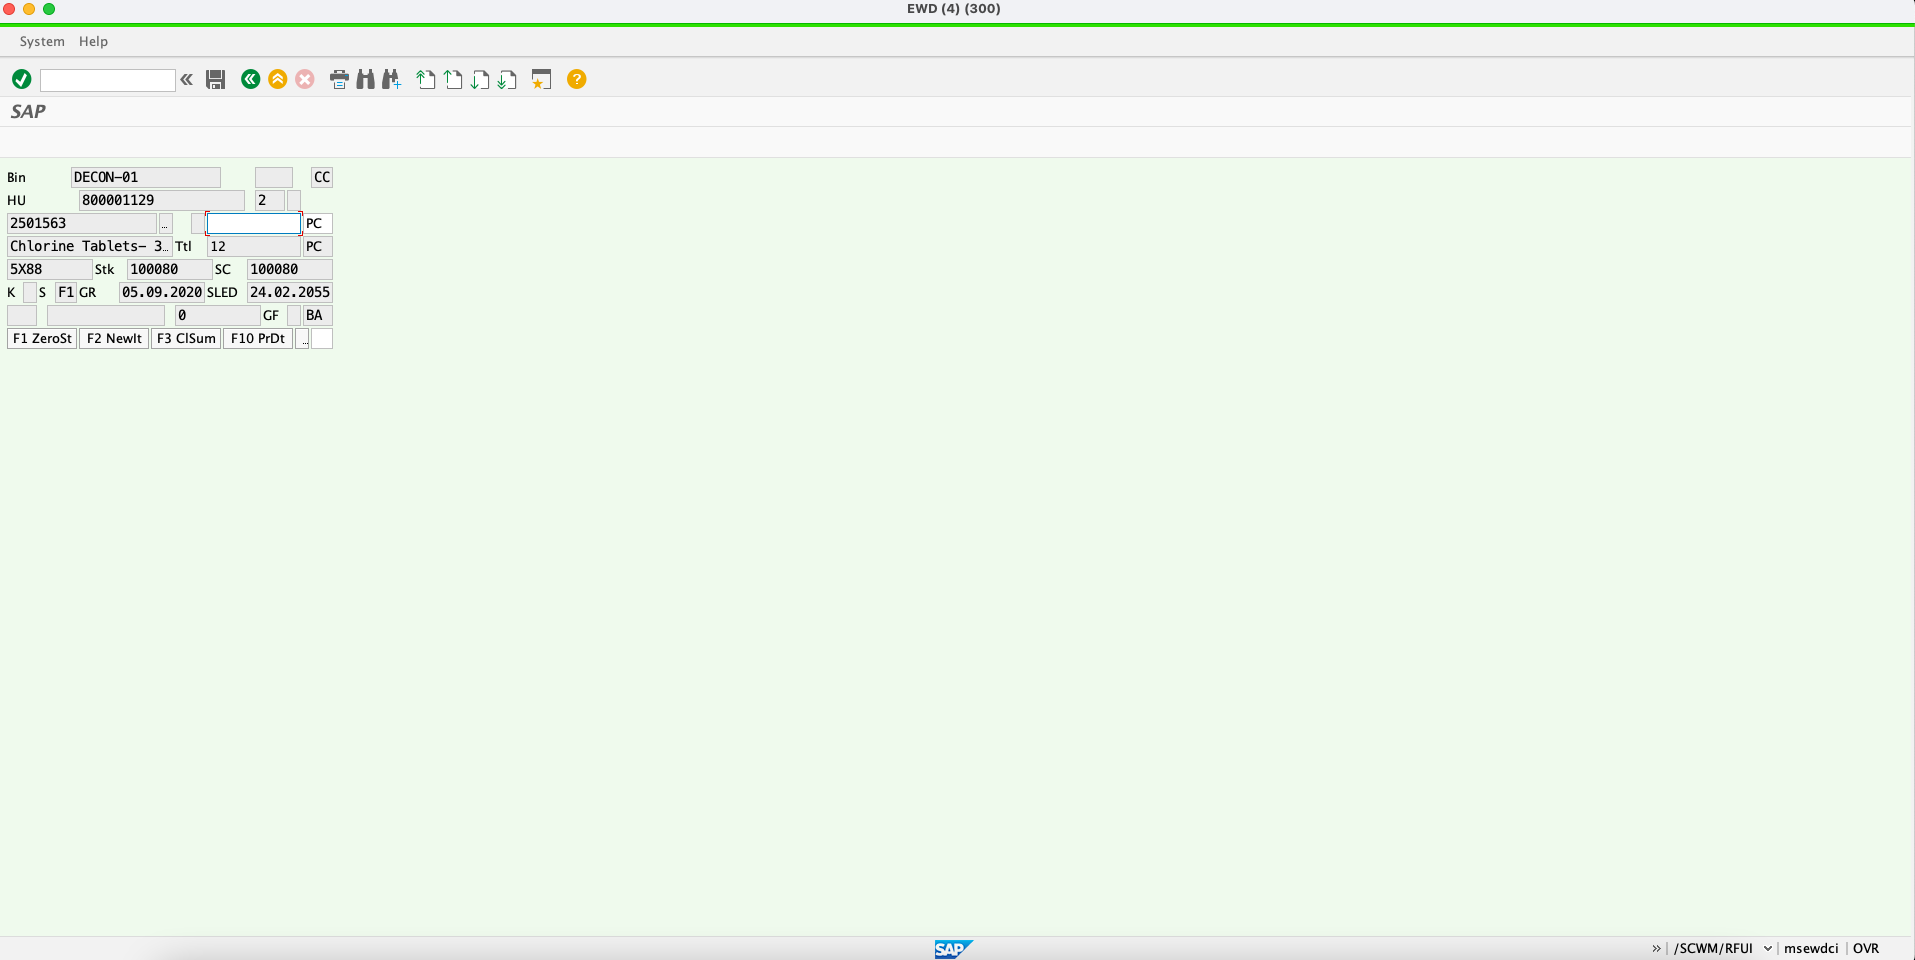 EWD (4) (300)
System Help
SAP
Bin DECON-01 CC
HU 800001129 2
2501563 ... PC
Chlorine Tablets- 3... Ttl 12 PC
5X88 Stk 100080 SC 100080
K S F1 GR 05.09.2020 SLED 24.02.2055
0 GF BA
F1 ZeroSt F2 NewIt F3 ClSum F10 PrDt ...
SAP » /SCWM/RFUI msewdci OVR